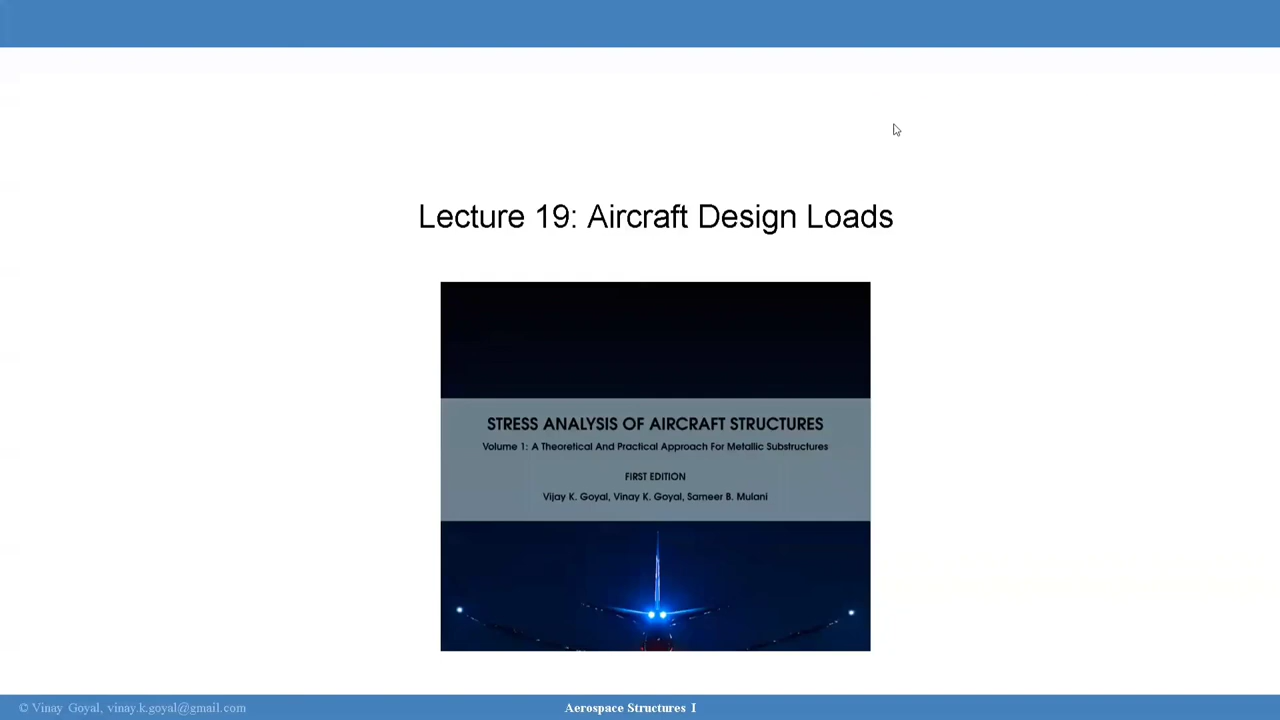 Lecture 19: Aircraft Design Loads
STRESS ANALYSIS OF AIRCRAFT STRUCTURES
Volume 1: A Theoretical And Practical Approach For Metallic Substructures
FIRST EDITION
Vijay K. Goyal, Vinay K. Goyal, Sameer B. Mulani
© Vinay Goyal, vinay.k.goyal@gmail.com
Aerospace Structures I